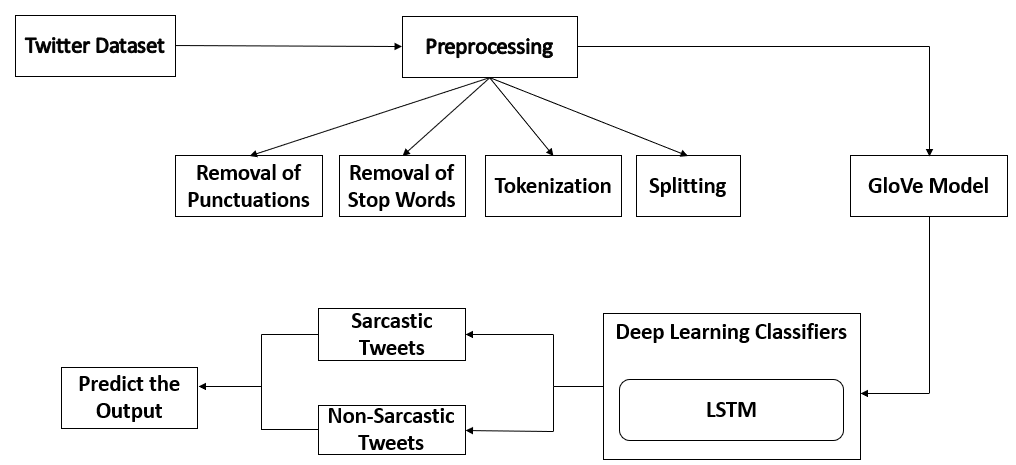 Twitter Dataset
Preprocessing
Removal of
Punctuations
Removal of
Stop Words
Tokenization
Splitting
GloVe Model
Deep Learning Classifiers
LSTM
Sarcastic
Tweets
Non-Sarcastic
Tweets
Predict the
Output